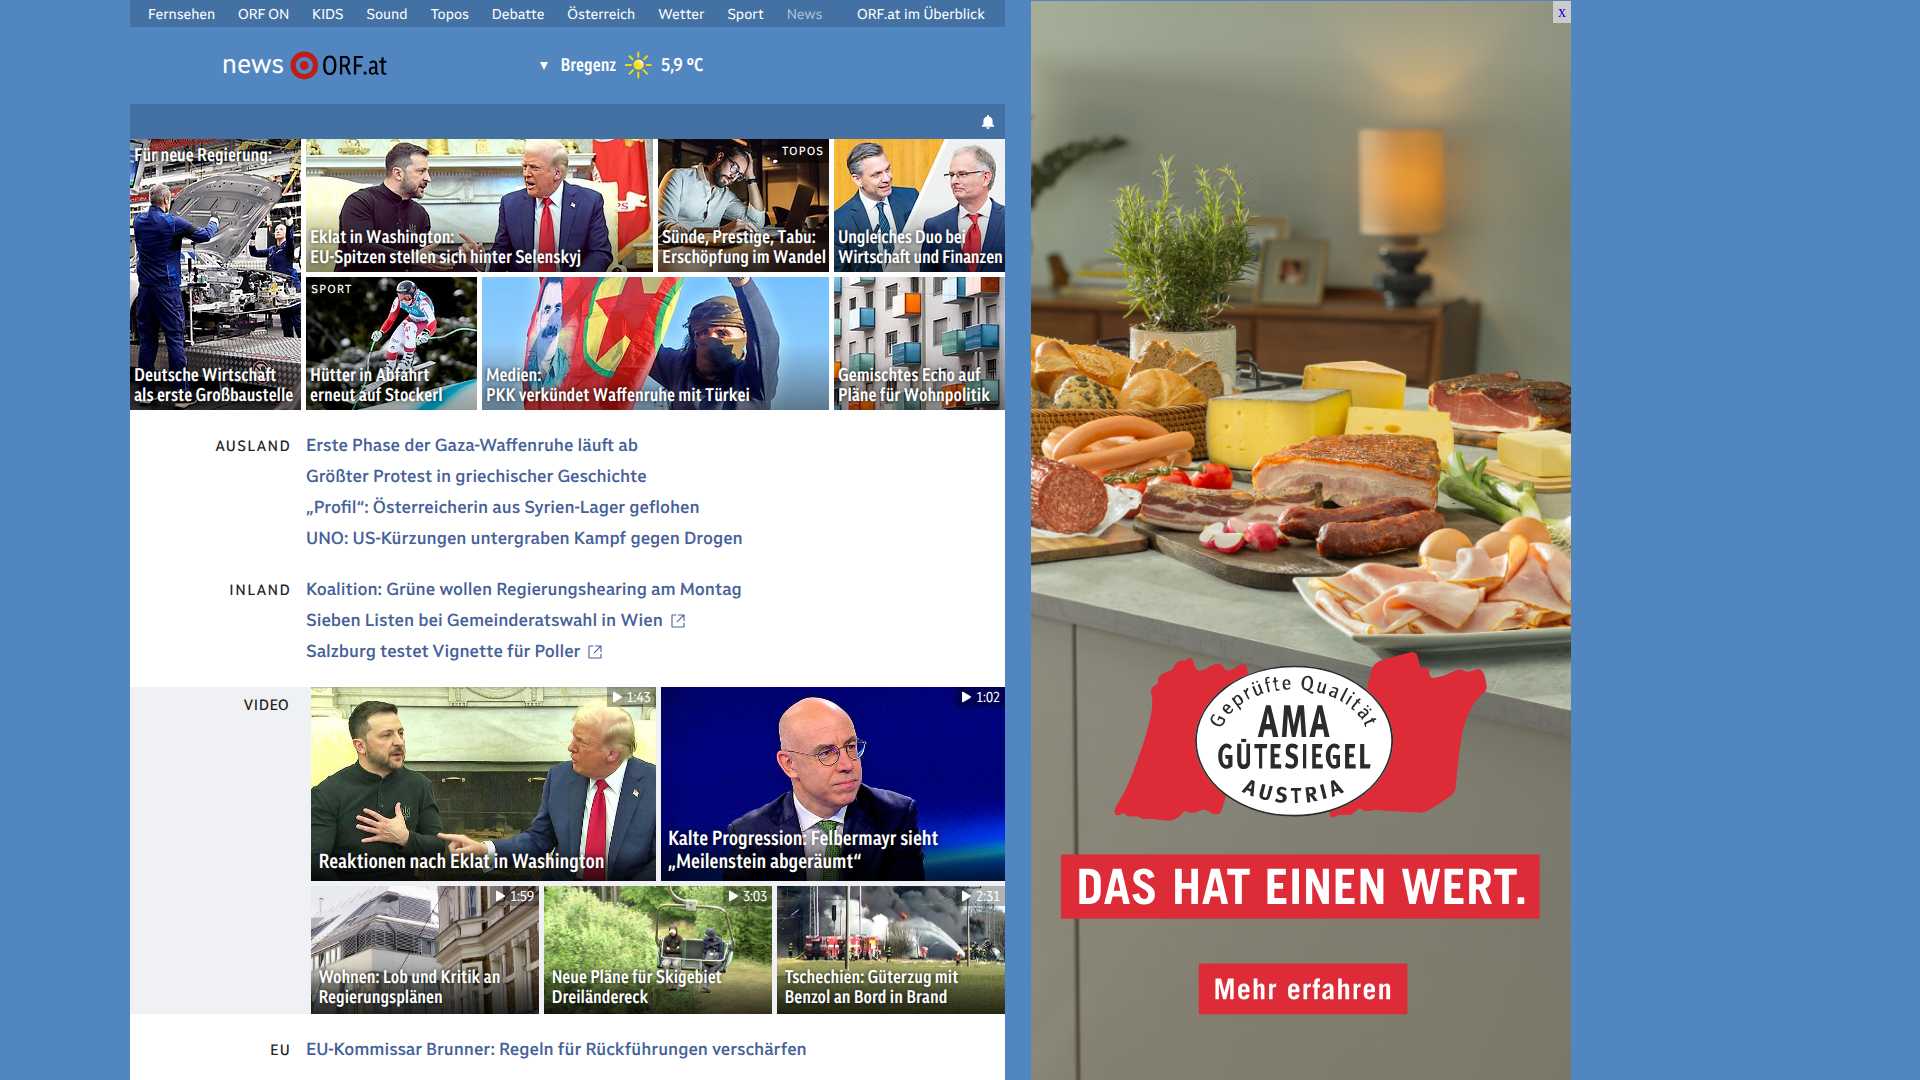 Fernsehen ORF ON KIDS Sound Topos Debatte Österreich Wetter Sport News ORF.at im Überblick
news ORF.at
▼ Bregenz 5,9 °C
Für neue Regierung:
Deutsche Wirtschaft
als erste Großbaustelle
Eklat in Washington:
EU-Spitzen stellen sich hinter Selenskyj
TOPOS
Sünde, Prestige, Tabu:
Erschöpfung im Wandel
Ungleiches Duo bei
Wirtschaft und Finanzen
SPORT
Hütter in Abfahrt
erneut auf Stockerl
Medien:
PKK verkündet Waffenruhe mit Türkei
Gemischtes Echo auf
Pläne für Wohnpolitik
AUSLAND
Erste Phase der Gaza-Waffenruhe läuft ab
Größter Protest in griechischer Geschichte
„Profil“: Österreicherin aus Syrien-Lager geflohen
UNO: US-Kürzungen untergraben Kampf gegen Drogen
INLAND
Koalition: Grüne wollen Regierungshearing am Montag
Sieben Listen bei Gemeinderatswahl in Wien
Salzburg testet Vignette für Poller
VIDEO
1:43
Reaktionen nach Eklat in Washington
1:02
Kalte Progression: Felbermayr sieht
„Meilenstein abgeräumt“
1:59
Wohnen: Lob und Kritik an
Regierungsplänen
3:03
Neue Pläne für Skigebiet
Dreiländereck
2:31
Tschechien: Güterzug mit
Benzol an Bord in Brand
EU
EU-Kommissar Brunner: Regeln für Rückführungen verschärfen
x
Geprüfte Qualität
AMA
GÜTESIEGEL
AUSTRIA
DAS HAT EINEN WERT.
Mehr erfahren